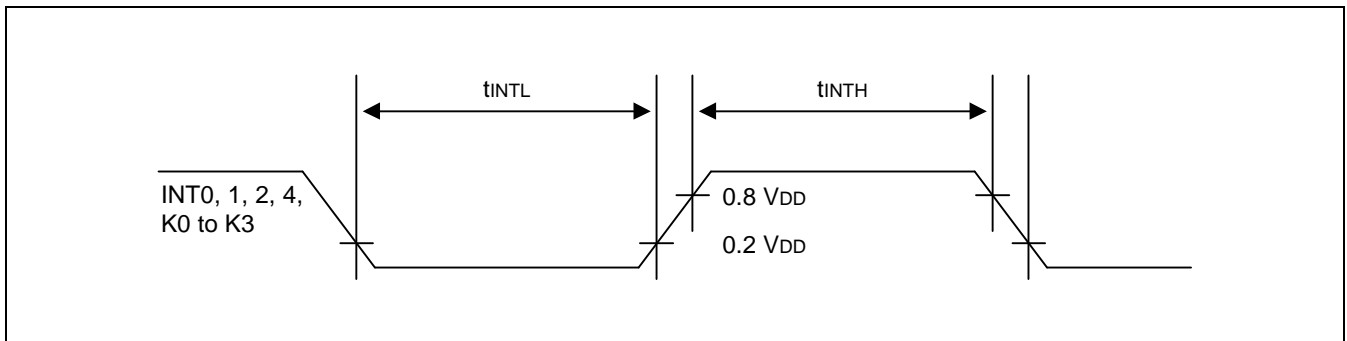 tINTL
tINTH
INT0, 1, 2, 4,
K0 to K3
0.8 VDD
0.2 VDD